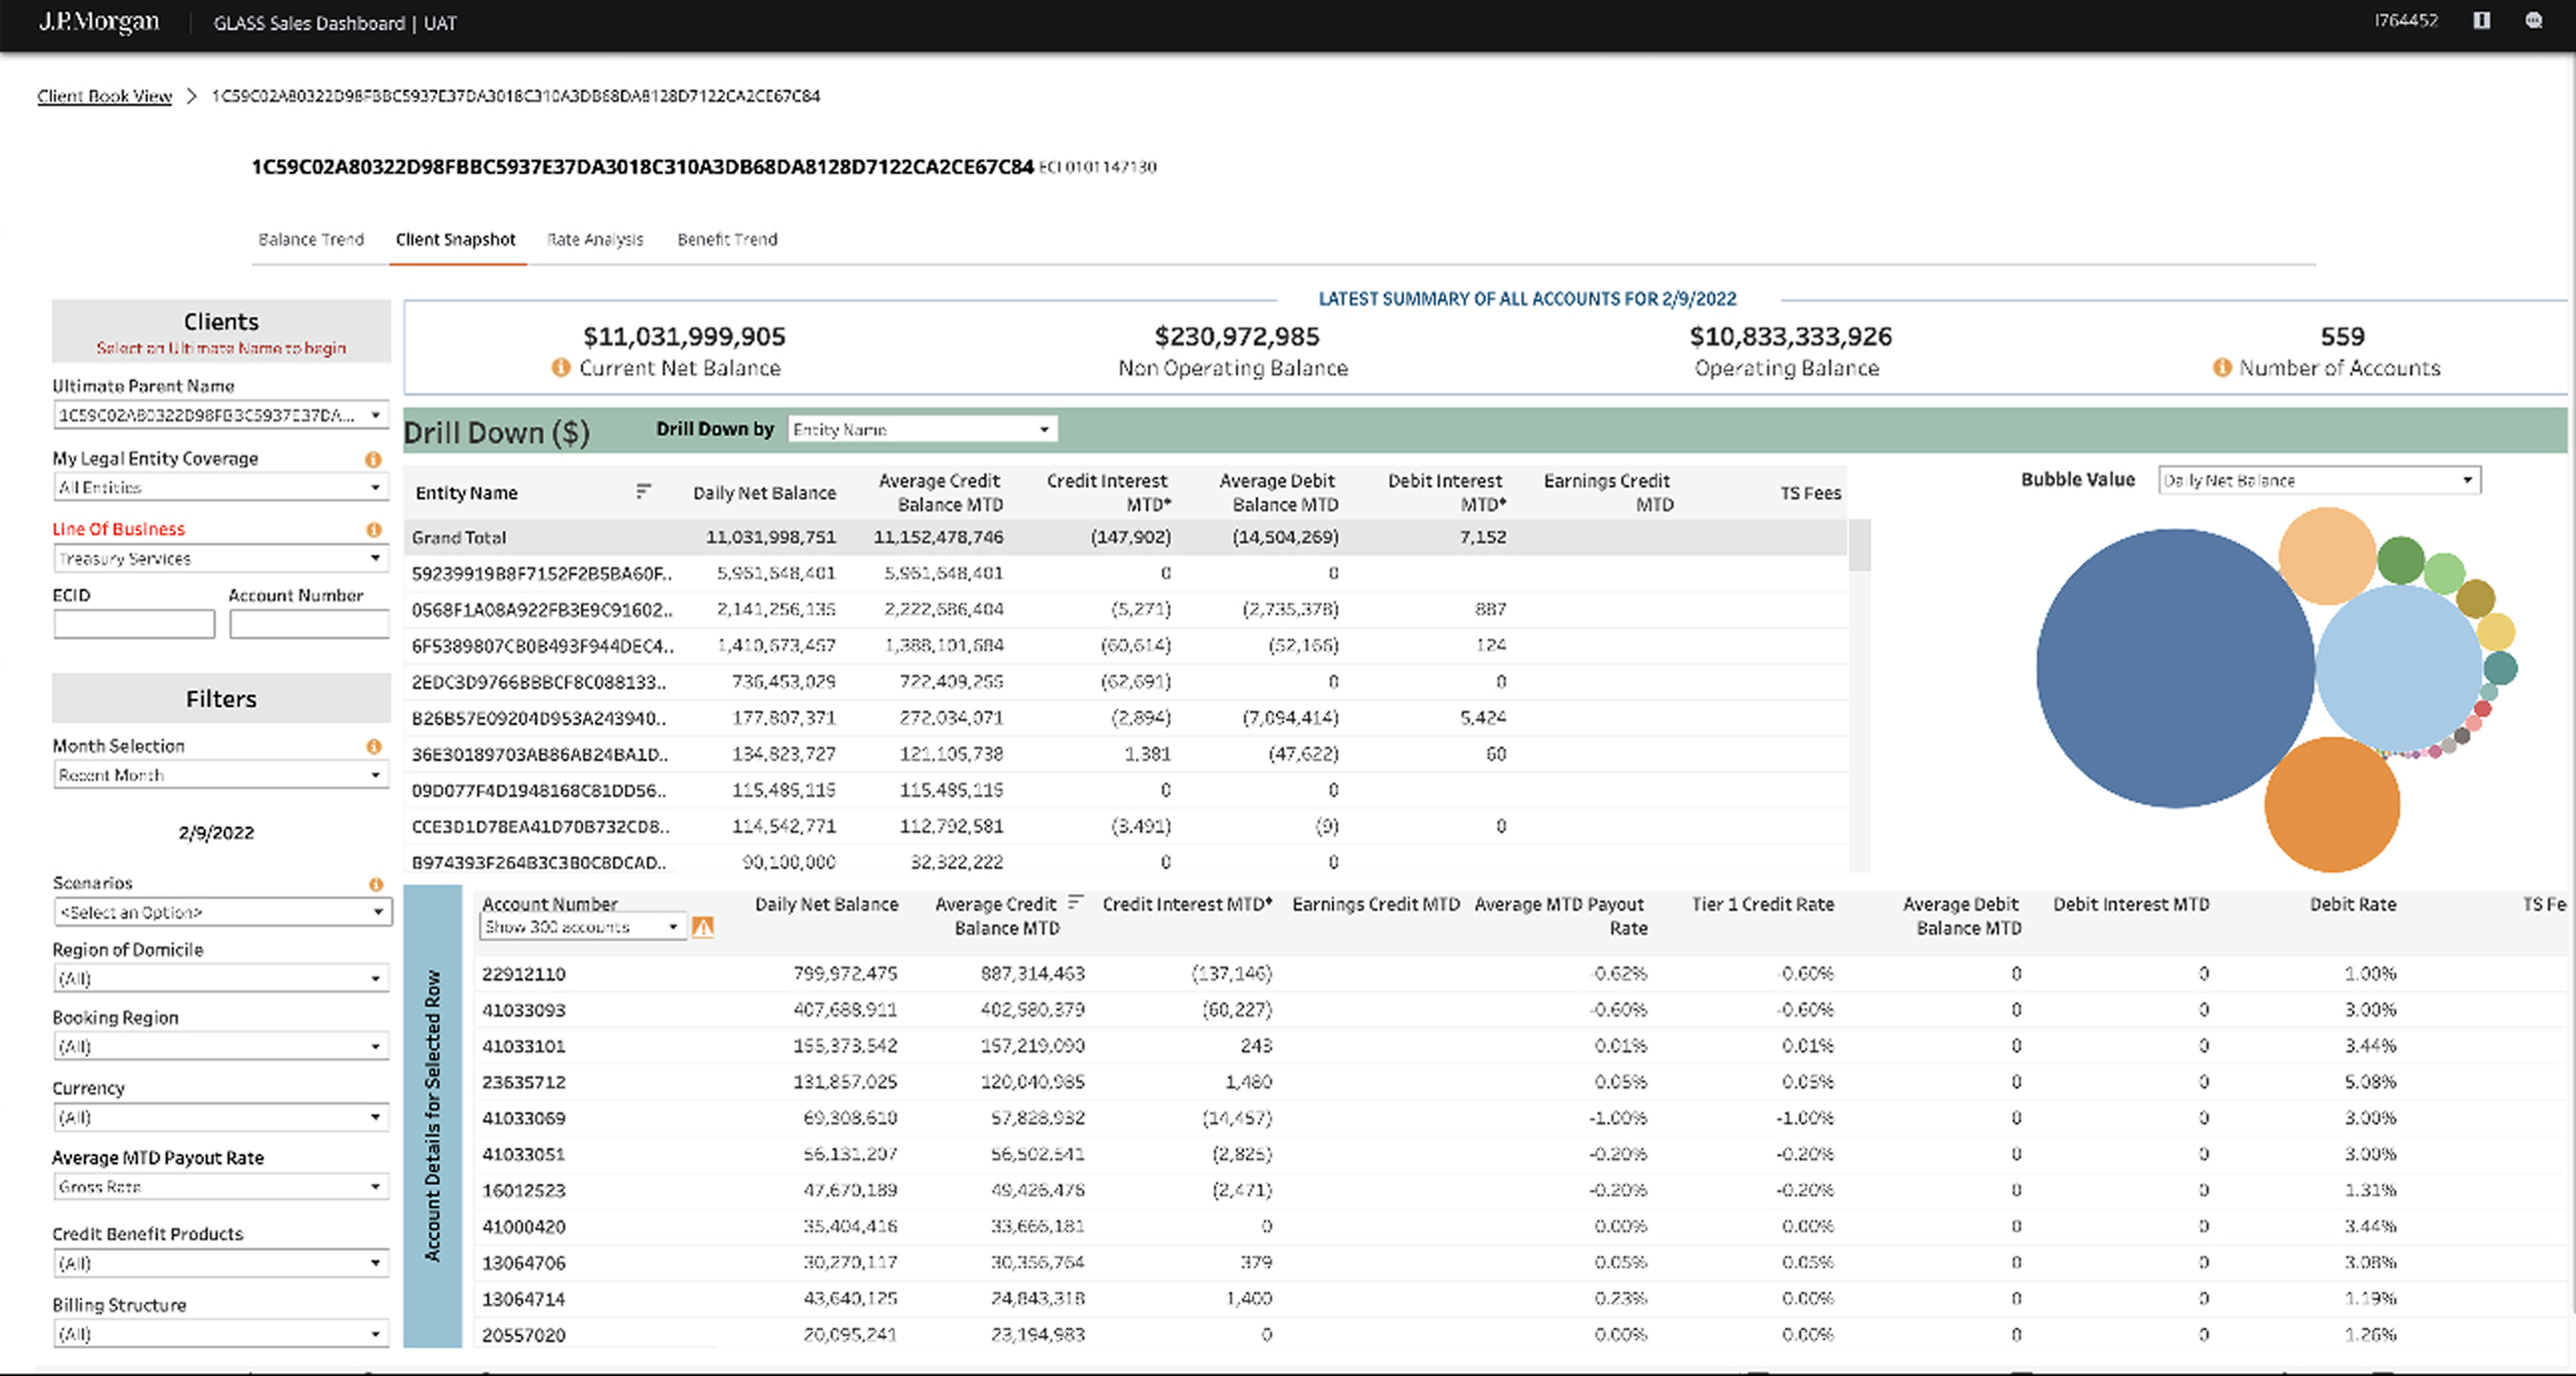 J.P.Morgan GLASS Sales Dashboard | UAT I764452
Client Book View > 1C59C02A80322D98FBBC5937E37DA3018C310A3DB68DA8128D7122CA2CE67C84
1C59C02A80322D98FBBC5937E37DA3018C310A3DB68DA8128D7122CA2CE67C84 ECI 0101147130
Balance Trend Client Snapshot Rate Analysis Benefit Trend
Clients
Select an Ultimate Name to begin
Ultimate Parent Name
1C59C02A80322D98FB3C5937E37DA...
My Legal Entity Coverage
All Entities
Line Of Business
Treasury Services
ECID Account Number
Filters
Month Selection
Recent Month
2/9/2022
Scenarios
<Select an Option>
Region of Domicile
(All)
Booking Region
(All)
Currency
(All)
Average MTD Payout Rate
Gross Rate
Credit Benefit Products
(All)
Billing Structure
(All)
LATEST SUMMARY OF ALL ACCOUNTS FOR 2/9/2022
$11,031,999,905 $230,972,985 $10,833,333,926 559
Current Net Balance Non Operating Balance Operating Balance Number of Accounts
Drill Down ($) Drill Down by Entity Name
Entity Name Daily Net Balance Average Credit Balance MTD Credit Interest MTD* Average Debit Balance MTD Debit Interest MTD* Earnings Credit MTD TS Fees
Grand Total 11,031,998,751 11,152,478,746 (147,902) (14,504,269) 7,152
59239919B8F7152F2B5BA60F.. 5,951,548,401 5,951,548,401 0 0
0568F1A08A922FB3E9C91602.. 2,141,256,135 2,222,586,404 (5,271) (2,735,378) 887
6F5389807CB0B493F944DEC4.. 1,410,573,457 1,388,101,584 (60,614) (52,166) 124
2EDC3D9766BBBCF8C088133.. 736,453,029 722,409,255 (62,691) 0 0
B26B57E09204D953A243940.. 177,807,371 272,034,071 (2,894) (7,094,414) 5,424
36E30189703AB86AB24BA1D.. 134,823,727 121,105,738 1,381 (47,622) 60
09D077F4D1948168C81DD56.. 115,485,115 115,485,115 0 0
CCE3D1D78EA41D70B732CD8.. 114,542,771 112,792,581 (3,491) (9) 0
B974393F264B3C3B0C8DCAD.. 90,100,000 32,322,222 0 0
Bubble Value Daily Net Balance
Account Details for Selected Row
Account Number Daily Net Balance Average Credit Balance MTD Credit Interest MTD* Earnings Credit MTD Average MTD Payout Rate Tier 1 Credit Rate Average Debit Balance MTD Debit Interest MTD Debit Rate TS Fe
Show 300 accounts
22912110 799,972,475 887,314,463 (137,146) -0.62% -0.60% 0 0 1.00%
41033093 407,688,911 402,580,379 (60,227) -0.60% -0.60% 0 0 3.00%
41033101 155,373,542 157,219,090 243 0.01% 0.01% 0 0 3.44%
23635712 131,857,025 120,040,985 1,480 0.05% 0.05% 0 0 5.08%
41033069 69,308,610 57,828,932 (14,457) -1.00% -1.00% 0 0 3.00%
41033051 56,131,207 56,502,541 (2,825) -0.20% -0.20% 0 0 3.00%
16012523 47,670,189 49,426,476 (2,471) -0.20% -0.20% 0 0 1.31%
41000420 35,404,416 33,666,181 0 0.00% 0.00% 0 0 3.44%
13064706 30,270,117 30,356,764 379 0.05% 0.05% 0 0 3.08%
13064714 43,640,125 24,843,318 1,400 0.23% 0.00% 0 0 1.19%
20557020 20,095,241 23,194,983 0 0.00% 0.00% 0 0 1.26%